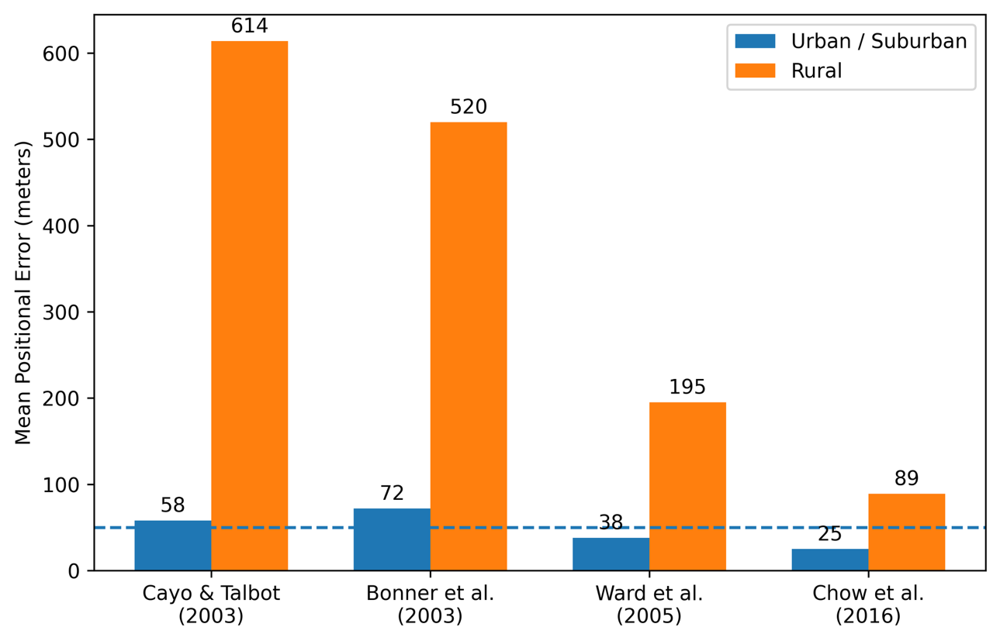 Mean Positional Error (meters)
600
500
400
300
200
100
0
614
520
195
89
58
72
38
25
Urban / Suburban
Rural
Cayo & Talbot
(2003)
Bonner et al.
(2003)
Ward et al.
(2005)
Chow et al.
(2016)